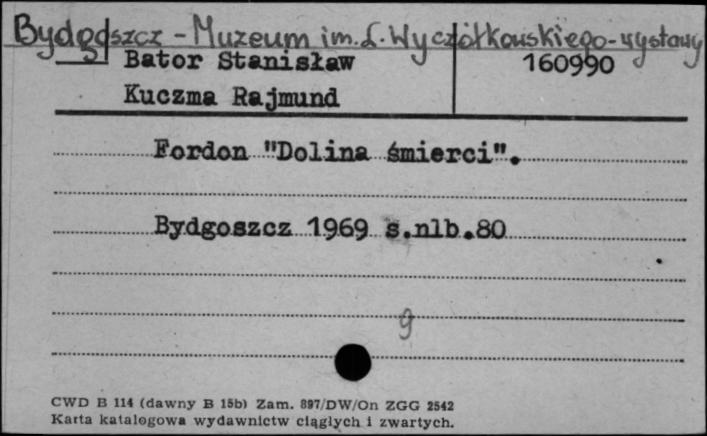 Bydgoszcz - Muzeum im. L. Wyczółkowskiego - wystawy
Bator Stanisław 160990
Kuczma Rajmund
Fordon "Dolina śmierci".
Bydgoszcz 1969 s.nlb.80
9
CWD B 114 (dawny B 15b) Zam. 897/DW/On ZGG 2542
Karta katalogowa wydawnictw ciągłych i zwartych.